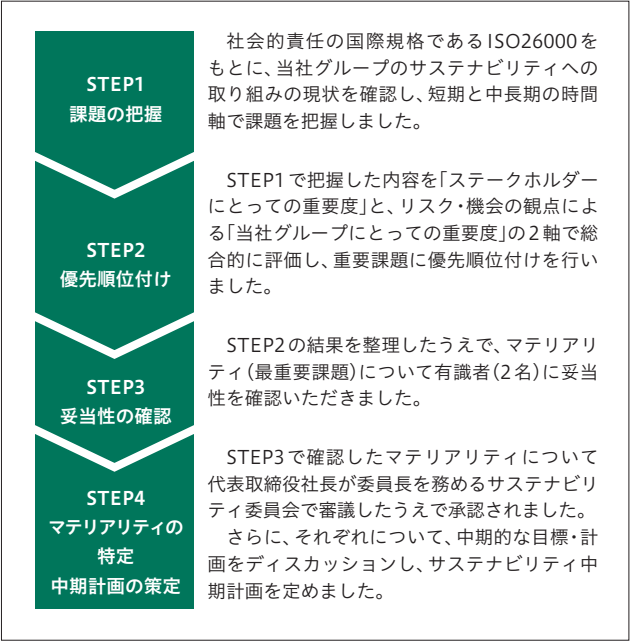 STEP1
課題の把握
社会的責任の国際規格であるISO26000を
もとに、当社グループのサステナビリティへの
取り組みの現状を確認し、短期と中長期の時間
軸で課題を把握しました。
STEP2
優先順位付け
STEP1で把握した内容を「ステークホルダー
にとっての重要度」と、リスク・機会の観点によ
る「当社グループにとっての重要度」の2軸で総
合的に評価し、重要課題に優先順位付けを行い
ました。
STEP3
妥当性の確認
STEP2の結果を整理したうえで、マテリアリ
ティ(最重要課題)について有識者(2名)に妥当
性を確認いただきました。
STEP4
マテリアリティの
特定
中期計画の策定
STEP3で確認したマテリアリティについて
代表取締役社長が委員長を務めるサステナビリ
ティ委員会で審議したうえで承認されました。
さらに、それぞれについて、中期的な目標・計
画をディスカッションし、サステナビリティ中
期計画を定めました。